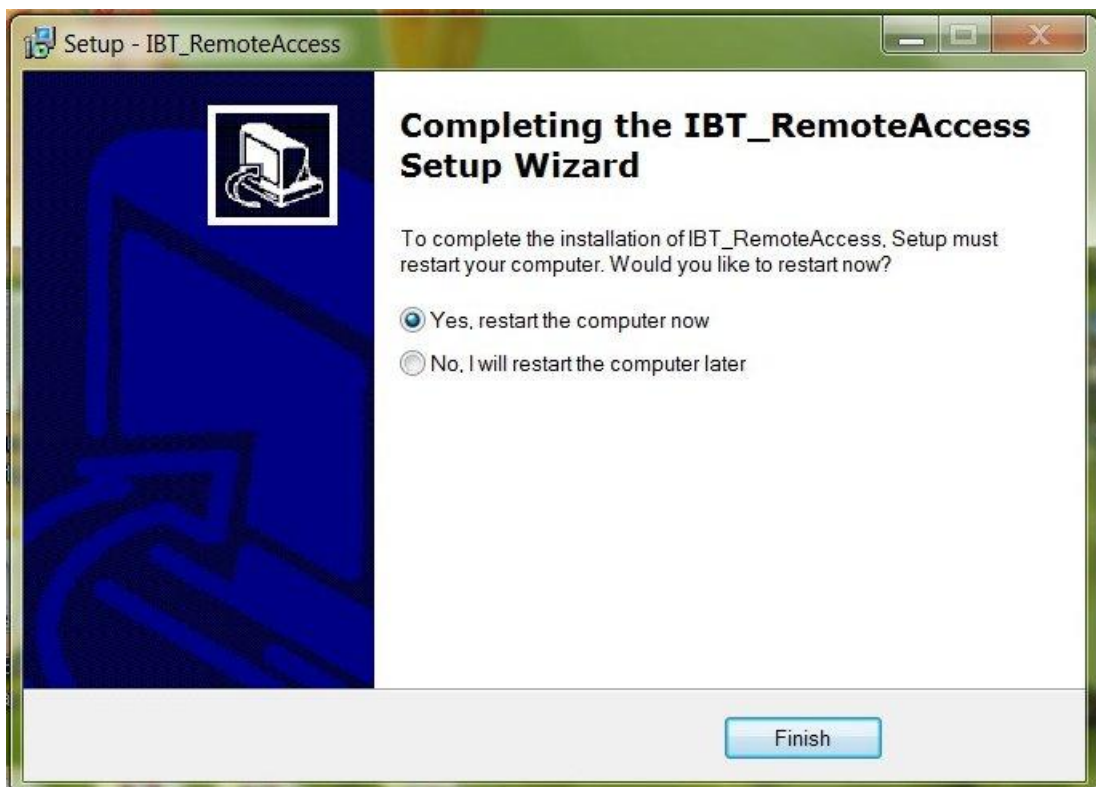 Setup - IBT_RemoteAccess
Completing the IBT_RemoteAccess
Setup Wizard
To complete the installation of IBT_RemoteAccess, Setup must
restart your computer. Would you like to restart now?
Yes, restart the computer now
No, I will restart the computer later
Finish